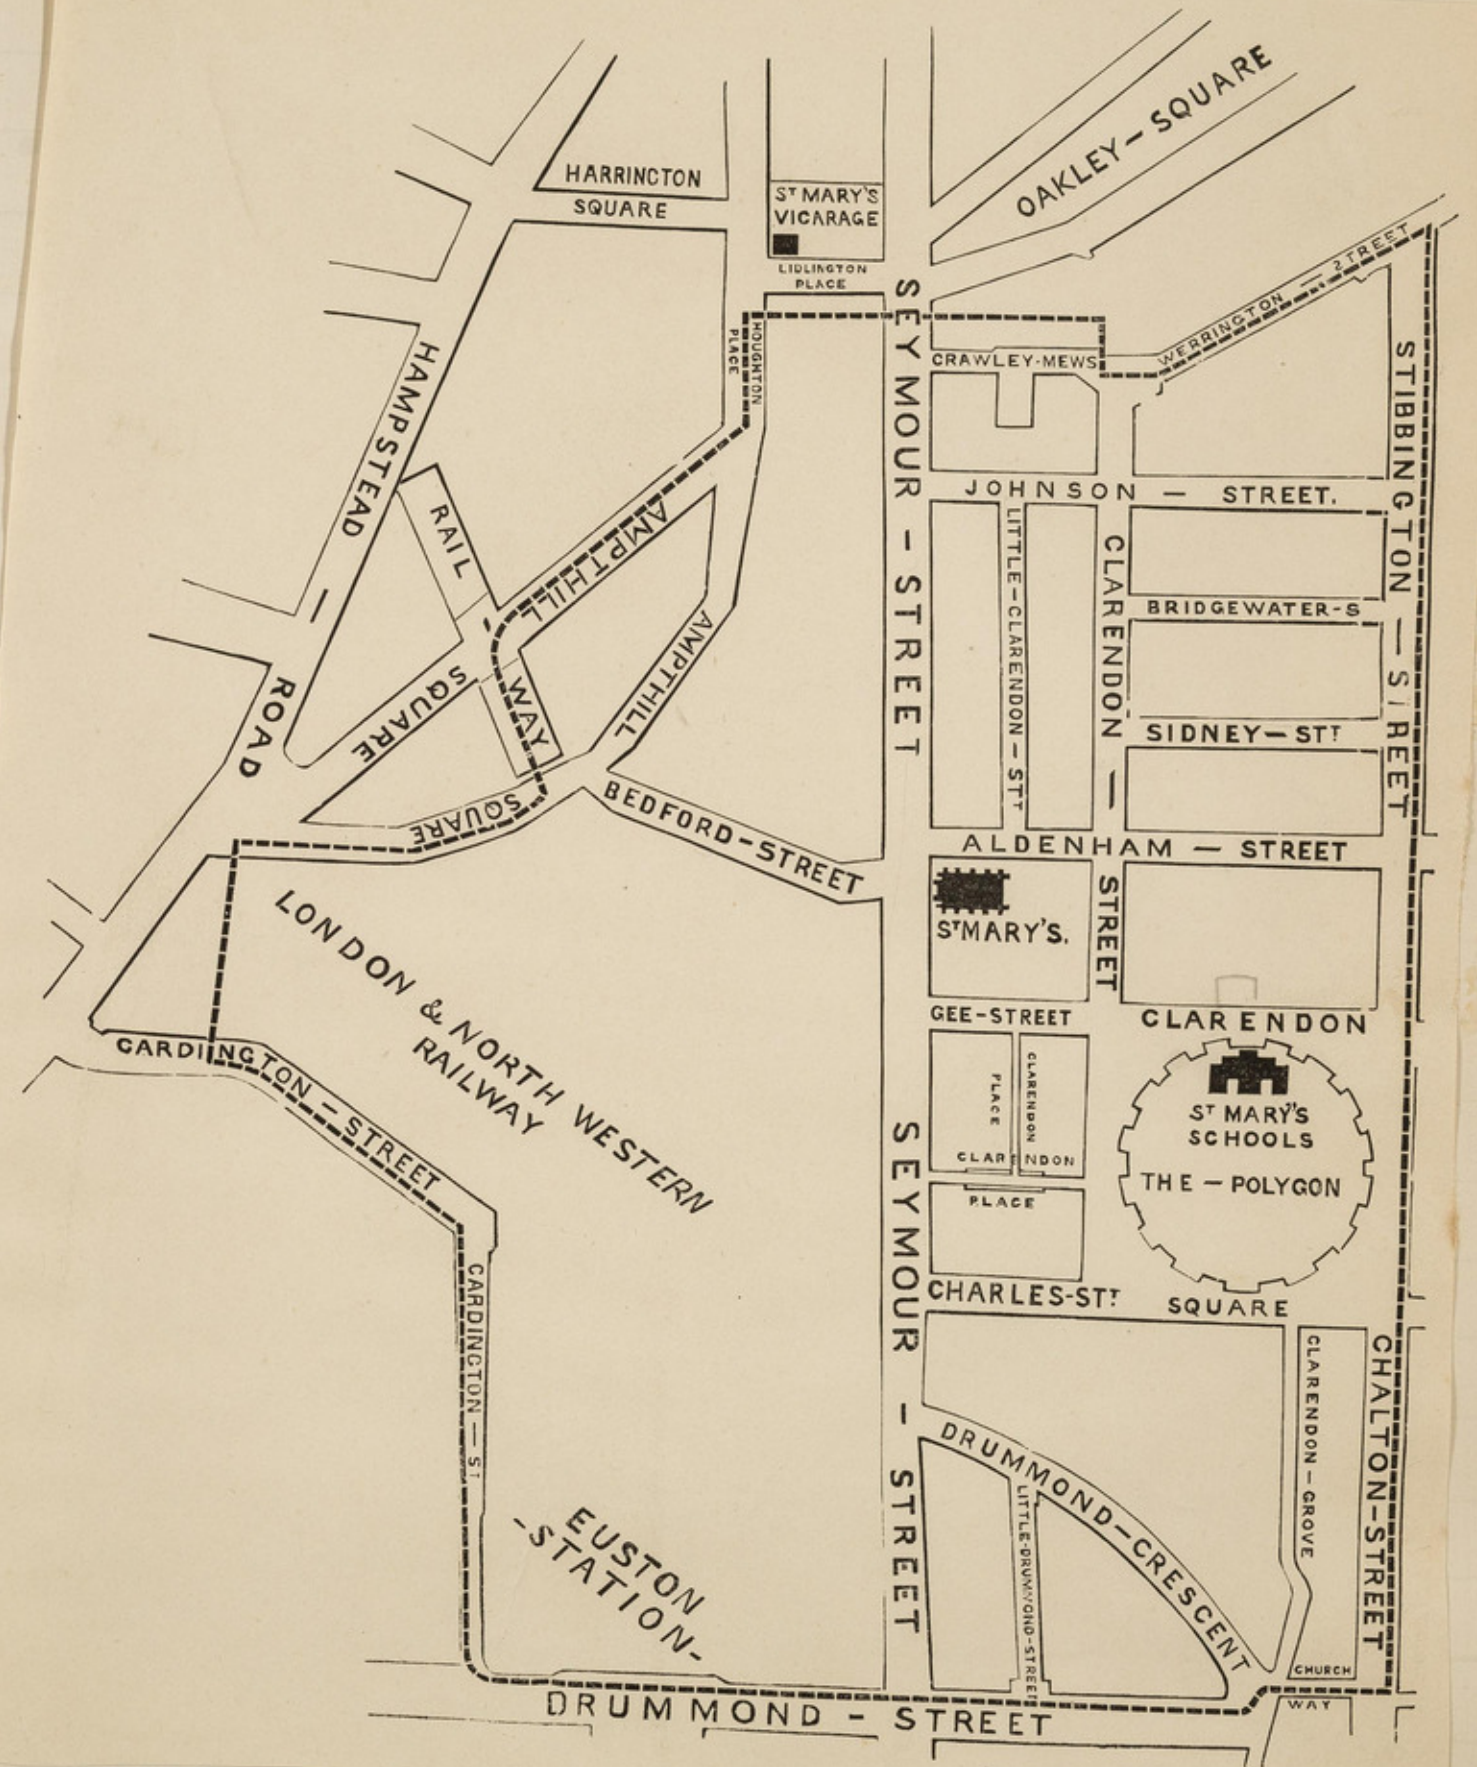 OAKLEY — SQUARE
HARRINGTON
SQUARE
ST MARY'S
VICARAGE
LIDLINGTON
PLACE
HOUGHTON
PLACE
SEYMOUR — STREET
CRAWLEY-MEWS
WERRINGTON — STREET
STIBBINGTON — STREET
HAMPSTEAD — ROAD
RAIL
WAY
AMPTHILL
SQUARE
AMPTHILL
SQUARE
BEDFORD-STREET
JOHNSON — STREET.
LITTLE-CLARENDON-STT
CLARENDON — STREET
BRIDGEWATER-S
SIDNEY-STT
ALDENHAM — STREET
ST MARY'S.
GEE-STREET
CLARENDON
PLACE
CLARENDON
PLACE
CLARENDON
SQUARE
ST MARY'S
SCHOOLS
THE — POLYGON
CHARLES-STT
LONDON & NORTH WESTERN
RAILWAY
CARDINGTON — STREET
CARDINGTON — ST
SEYMOUR — STREET
DRUMMOND-CRESCENT
LITTLE-DRUMMOND-STREET
CLARENDON-GROVE
CHALTON-STREET
EUSTON
-STATION-
CHURCH
WAY
DRUMMOND — STREET